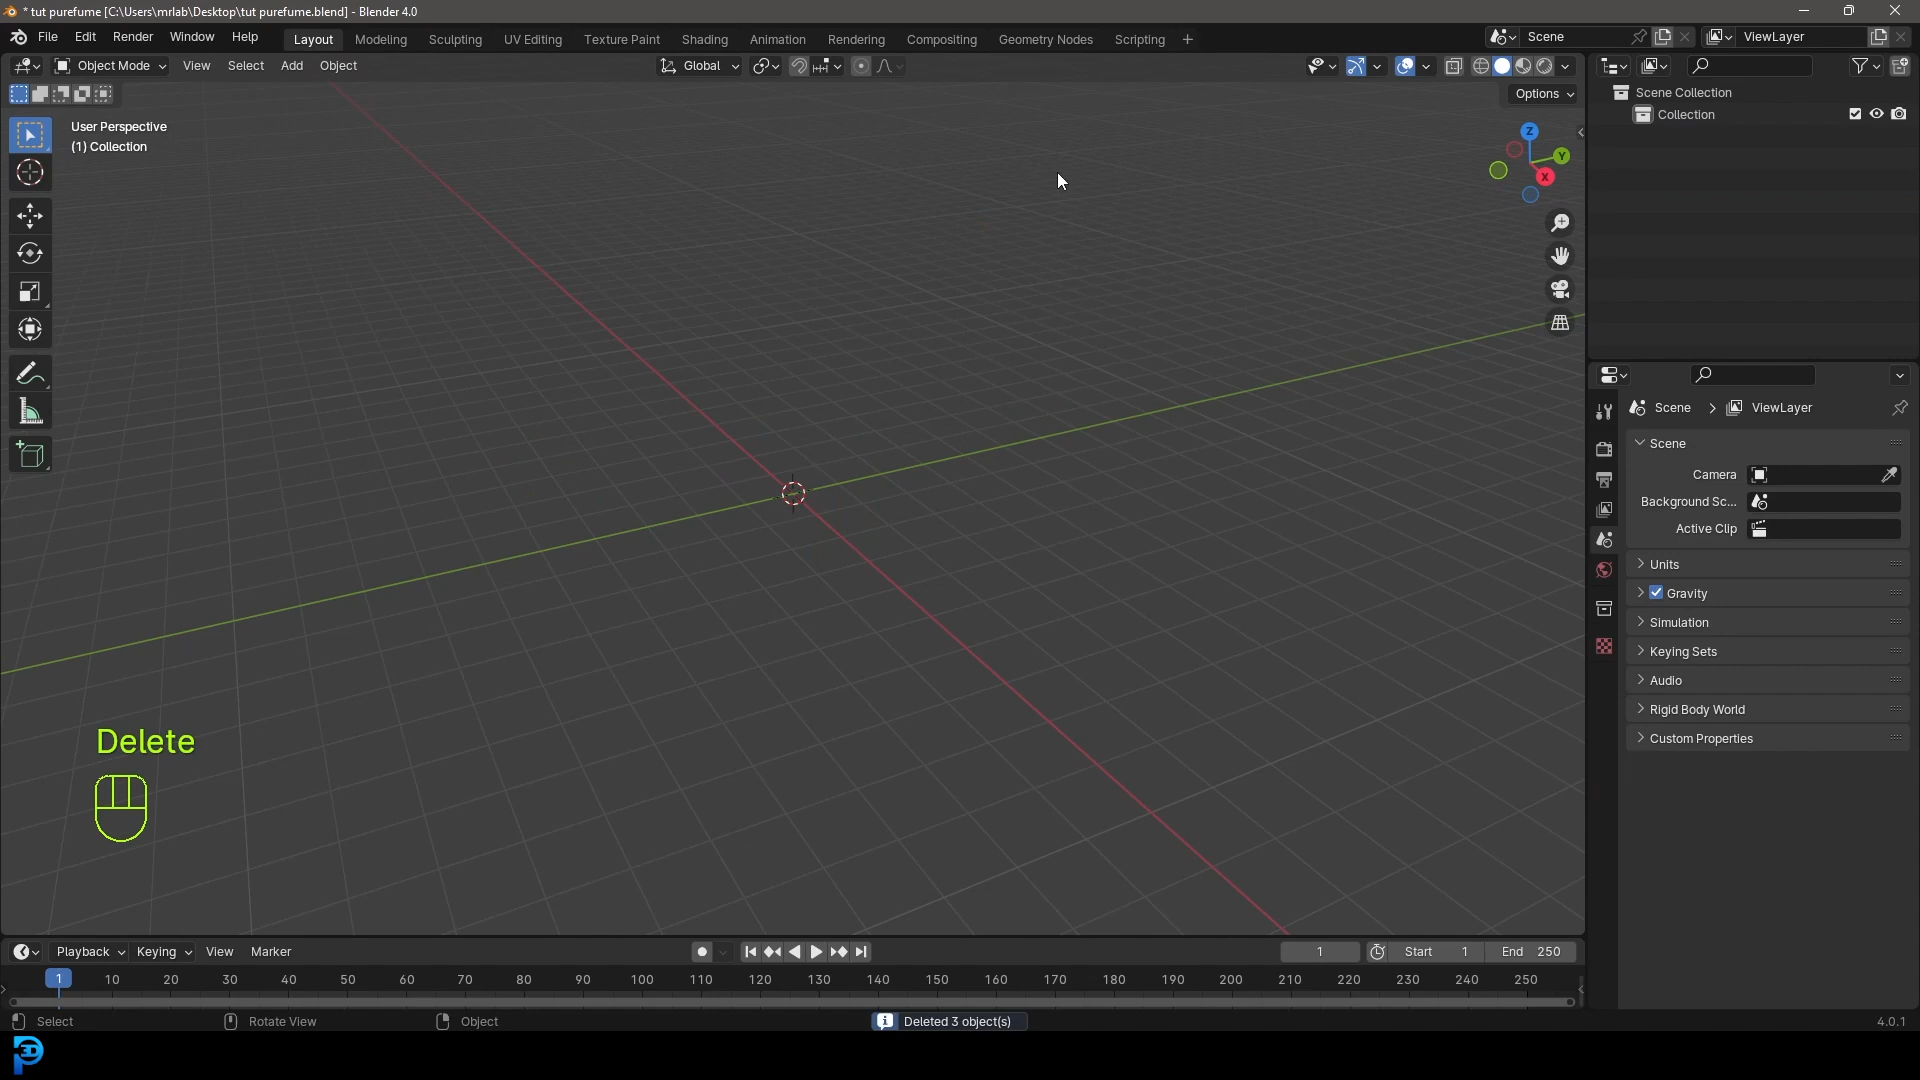 * tut purefume [C:\Users\mrlab\Desktop\tut purefume.blend] - Blender 4.0
File Edit Render Window Help Layout Modeling Sculpting UV Editing Texture Paint Shading Animation Rendering Compositing Geometry Nodes Scripting + Scene ViewLayer
Object Mode View Select Add Object Global
Options
User Perspective
(1) Collection
Z
Y
X
Scene Collection
Collection
Scene > ViewLayer
Scene
Camera
Background Sc...
Active Clip
Units
Gravity
Simulation
Keying Sets
Audio
Rigid Body World
Custom Properties
Delete
Playback Keying View Marker 1 Start 1 End 250
1 10 20 30 40 50 60 70 80 90 100 110 120 130 140 150 160 170 180 190 200 210 220 230 240 250
Select Rotate View Object Deleted 3 object(s) 4.0.1
P3D